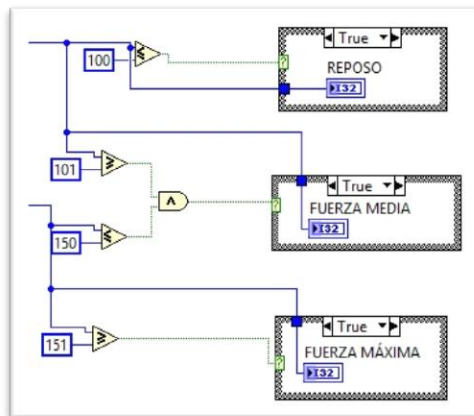 True
100
?
REPOSO
I32
101
True
?
FUERZA MEDIA
I32
150
True
151
FUERZA MÁXIMA
?
I32